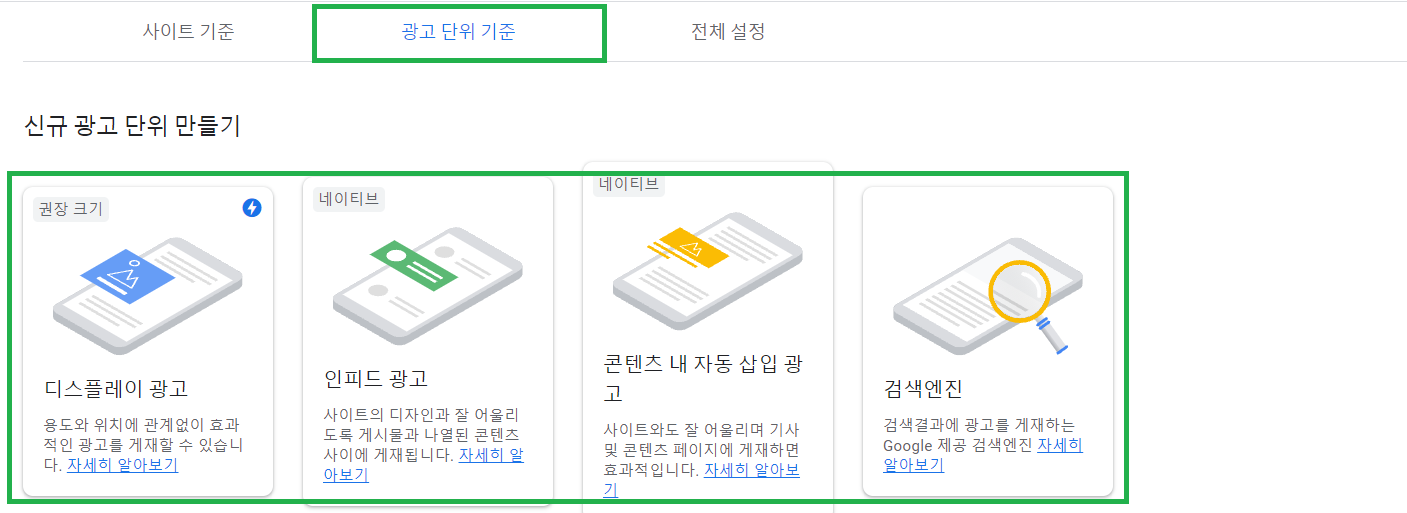 사이트 기준
광고 단위 기준
전체 설정
신규 광고 단위 만들기
권장 크기
디스플레이 광고
용도와 위치에 관계없이 효과
적인 광고를 게재할 수 있습니
다. 자세히 알아보기
네이티브
인피드 광고
사이트의 디자인과 잘 어울리
도록 게시물과 나열된 콘텐츠
사이에 게재됩니다. 자세히 알
아보기
네이티브
콘텐츠 내 자동 삽입 광
고
사이트와도 잘 어울리며 기사
및 콘텐츠 페이지에 게재하면
효과적입니다. 자세히 알아보
기
검색엔진
검색결과에 광고를 게재하는
Google 제공 검색엔진 자세히
알아보기